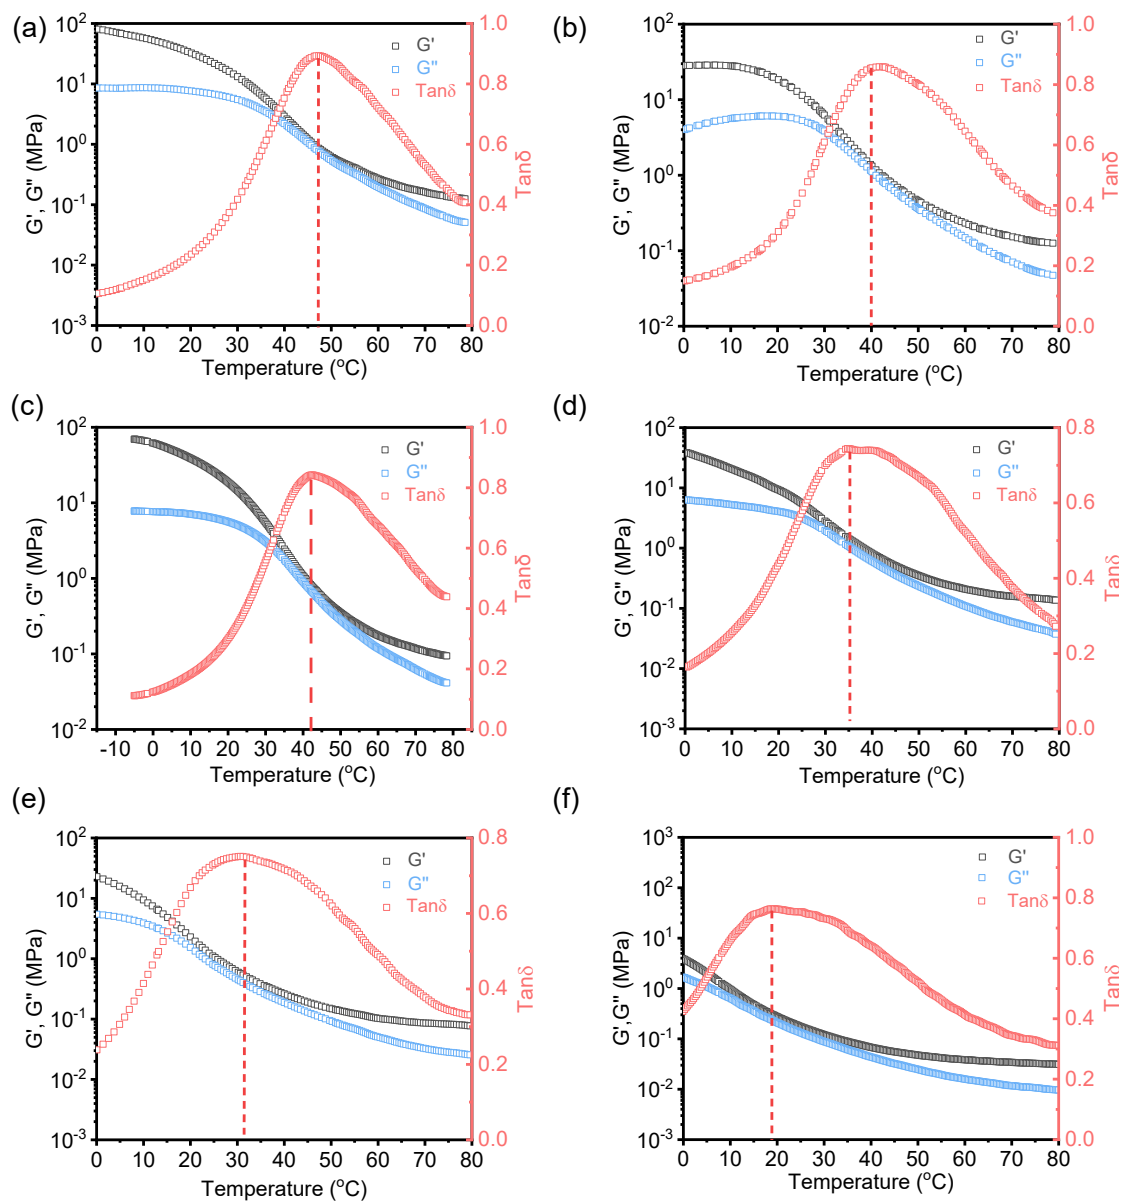 (a)
10²
10¹
10⁰
10⁻¹
10⁻²
10⁻³
G', G" (MPa)
G'
G"
Tanδ
1.0
0.8
0.6
0.4
0.2
0.0
Tanδ
0 10 20 30 40 50 60 70 80
Temperature (°C)
(b)
10²
10¹
10⁰
10⁻¹
10⁻²
G', G" (MPa)
G'
G"
Tanδ
1.0
0.8
0.6
0.4
0.2
0.0
Tanδ
0 10 20 30 40 50 60 70 80
Temperature (°C)
(c)
10²
10¹
10⁰
10⁻¹
10⁻²
G', G" (MPa)
G'
G"
Tanδ
1.0
0.8
0.6
0.4
0.2
0.0
Tanδ
-10 0 10 20 30 40 50 60 70 80
Temperature (°C)
(d)
10²
10¹
10⁰
10⁻¹
10⁻²
10⁻³
G', G" (MPa)
G'
G"
Tanδ
0.8
0.6
0.4
0.2
0.0
Tanδ
0 10 20 30 40 50 60 70 80
Temperature (°C)
(e)
10²
10¹
10⁰
10⁻¹
10⁻²
10⁻³
G', G" (MPa)
G'
G"
Tanδ
0.8
0.6
0.4
0.2
0.0
Tanδ
0 10 20 30 40 50 60 70 80
Temperature (°C)
(f)
10³
10²
10¹
10⁰
10⁻¹
10⁻²
10⁻³
G',G" (MPa)
G'
G"
Tanδ
1.0
0.8
0.6
0.4
0.2
0.0
Tanδ
0 10 20 30 40 50 60 70 80
Temperature (°C)